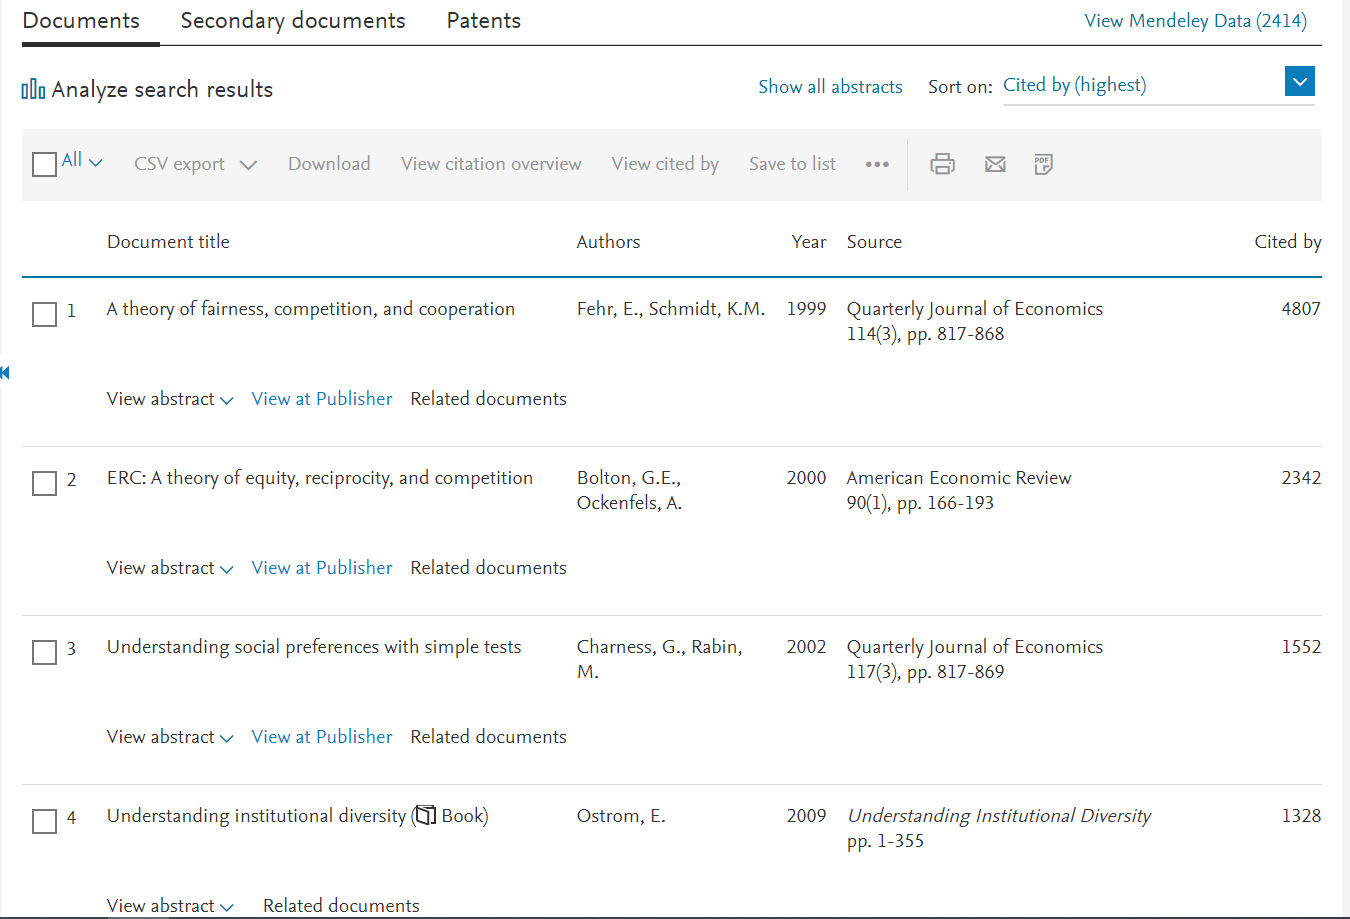 Documents Secondary documents Patents View Mendeley Data (2414)
Analyze search results Show all abstracts Sort on: Cited by (highest)
All CSV export Download View citation overview View cited by Save to list ••• PDF
Document title Authors Year Source Cited by
1 A theory of fairness, competition, and cooperation Fehr, E., Schmidt, K.M. 1999 Quarterly Journal of Economics 4807
114(3), pp. 817-868
View abstract View at Publisher Related documents
2 ERC: A theory of equity, reciprocity, and competition Bolton, G.E., 2000 American Economic Review 2342
Ockenfels, A. 90(1), pp. 166-193
View abstract View at Publisher Related documents
3 Understanding social preferences with simple tests Charness, G., Rabin, 2002 Quarterly Journal of Economics 1552
M. 117(3), pp. 817-869
View abstract View at Publisher Related documents
4 Understanding institutional diversity (Book) Ostrom, E. 2009 Understanding Institutional Diversity 1328
pp. 1-355
View abstract Related documents